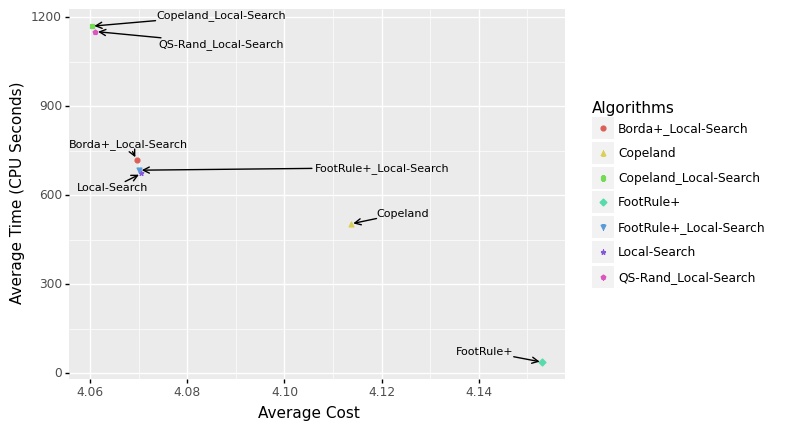 1200
900
600
300
0
Average Time (CPU Seconds)
Copeland_Local-Search
QS-Rand_Local-Search
Borda+_Local-Search
FootRule+_Local-Search
Local-Search
Copeland
FootRule+
4.06
4.08
4.10
4.12
4.14
Average Cost
Algorithms
Borda+_Local-Search
Copeland
Copeland_Local-Search
FootRule+
FootRule+_Local-Search
Local-Search
QS-Rand_Local-Search